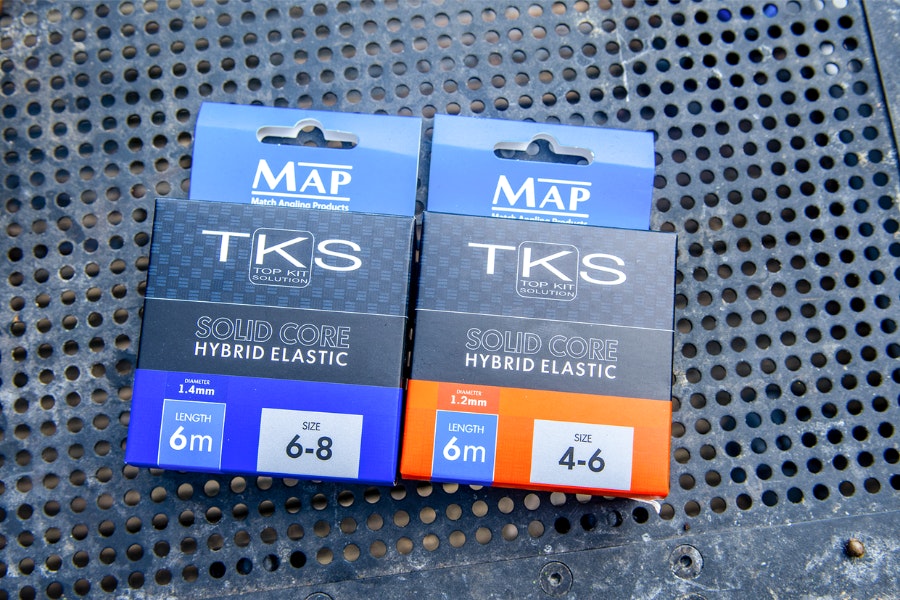 MAP
Match Angling Products
TKS
TOP KIT
SOLUTION
SOLID CORE
HYBRID ELASTIC
DIAMETER
1.4mm
LENGTH
6m
SIZE
6-8
MAP
Match Angling Products
TKS
TOP KIT
SOLUTION
SOLID CORE
HYBRID ELASTIC
DIAMETER
1.2mm
LENGTH
6m
SIZE
4-6